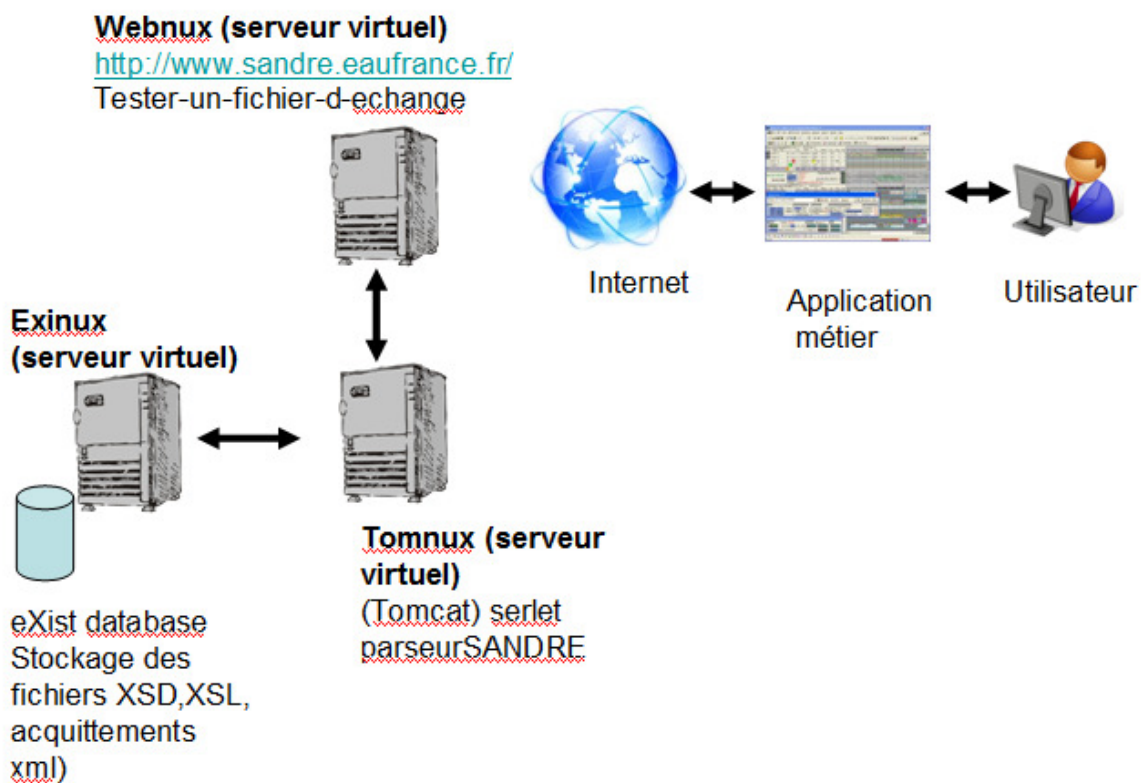 Webnux (serveur virtuel)
http://www.sandre.eaufrance.fr/
Tester-un-fichier-d-echange
Internet
Application
métier
Utilisateur
Exinux
(serveur virtuel)
Tomnux (serveur
virtuel)
(Tomcat) serlet
parseurSANDRE
eXist database
Stockage des
fichiers XSD,XSL,
acquittements
xml)